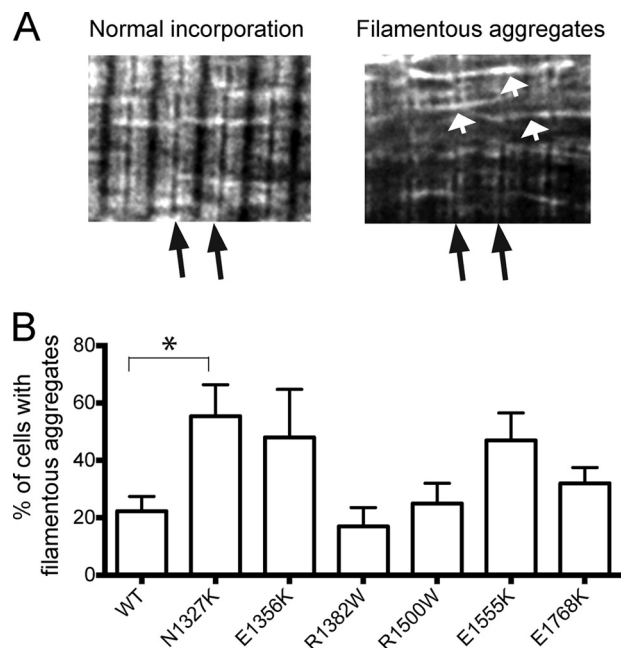 A
Normal incorporation
Filamentous aggregates
B
% of cells with
filamentous aggregates
80
60
40
20
0
*
WT
N1327K
E1356K
R1382W
R1500W
E1555K
E1768K